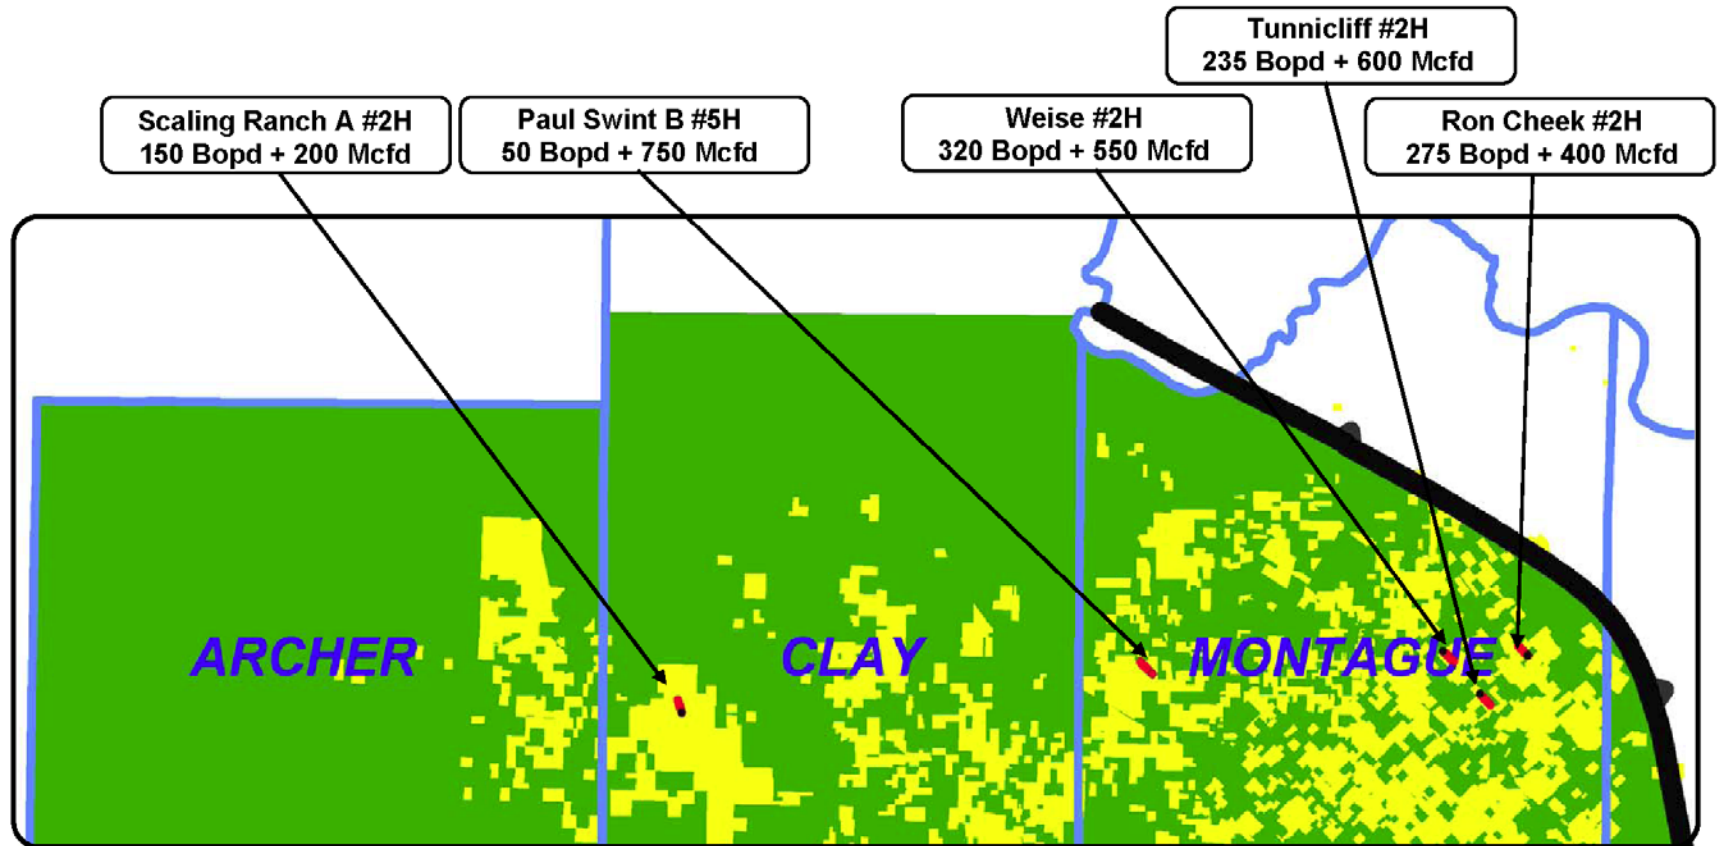 Tunnicliff #2H
235 Bopd + 600 Mcfd
Scaling Ranch A #2H
150 Bopd + 200 Mcfd
Paul Swint B #5H
50 Bopd + 750 Mcfd
Weise #2H
320 Bopd + 550 Mcfd
Ron Cheek #2H
275 Bopd + 400 Mcfd
ARCHER
CLAY
MONTAGUE